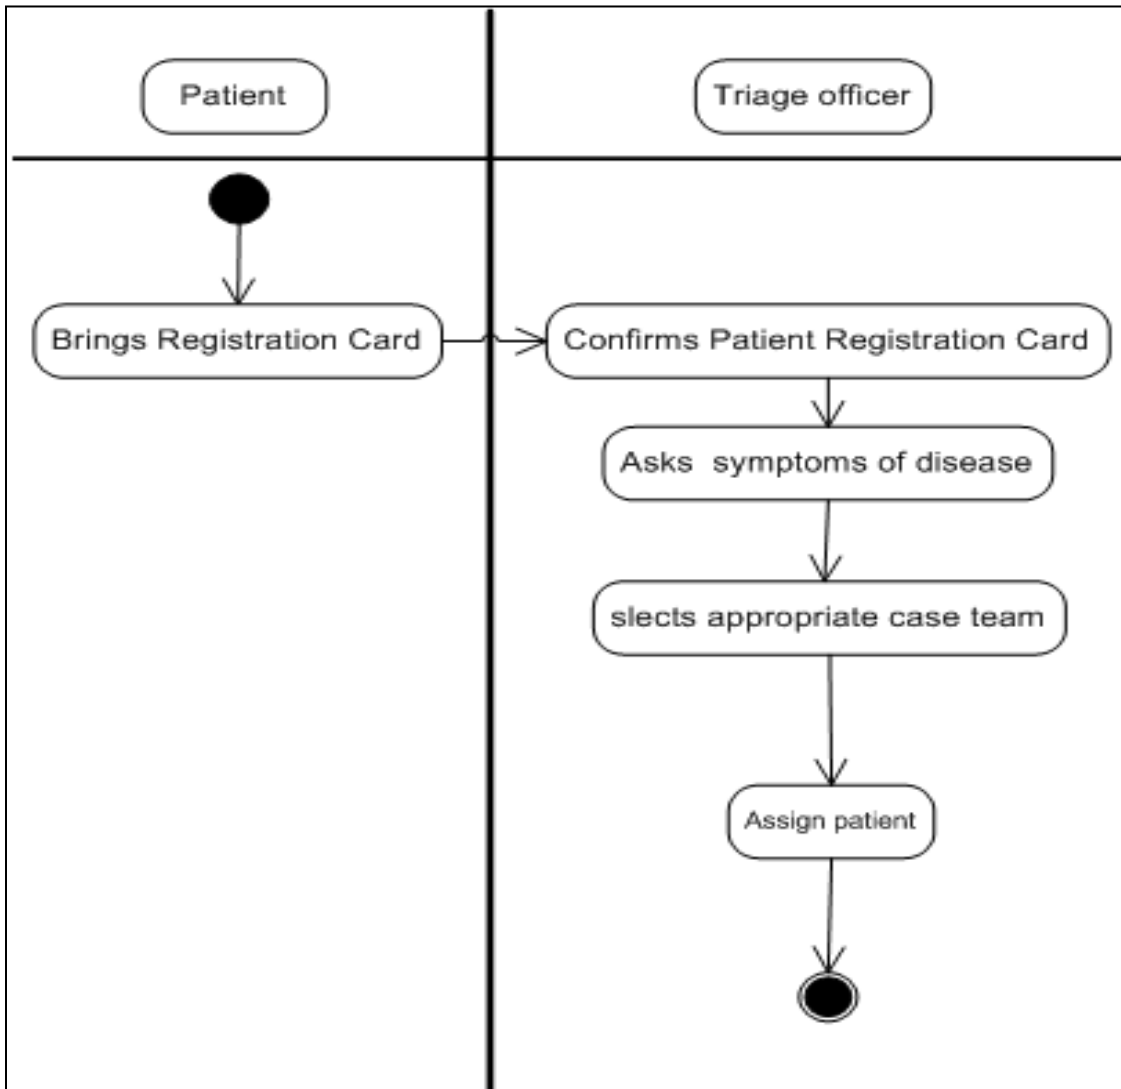 Patient
Triage officer
Brings Registration Card
Confirms Patient Registration Card
Asks  symptoms of disease
slects appropriate case team
Assign patient